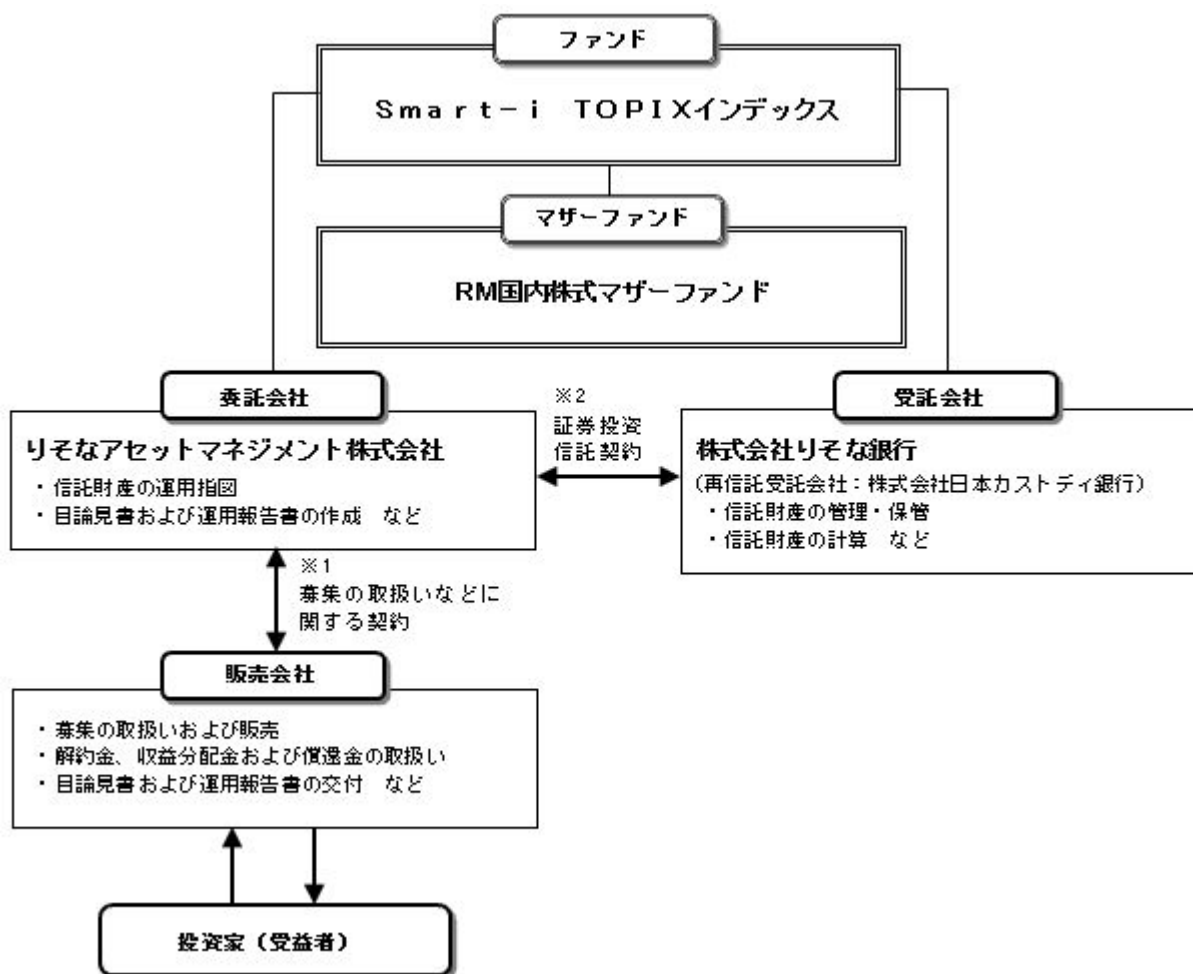 ファンド
Ｓｍａｒｔ－ｉ　ＴＯＰＩＸインデックス
マザーファンド
RM国内株式マザーファンド
委託会社
りそなアセットマネジメント株式会社
・信託財産の運用指図
・目論見書および運用報告書の作成　など
※2
証券投資
信託契約
受託会社
株式会社りそな銀行
（再信託受託会社：株式会社日本カストディ銀行）
・信託財産の管理・保管
・信託財産の計算　など
※1
募集の取扱いなどに
関する契約
販売会社
・募集の取扱いおよび販売
・解約金、収益分配金および償還金の取扱い
・目論見書および運用報告書の交付　など
投資家（受益者）